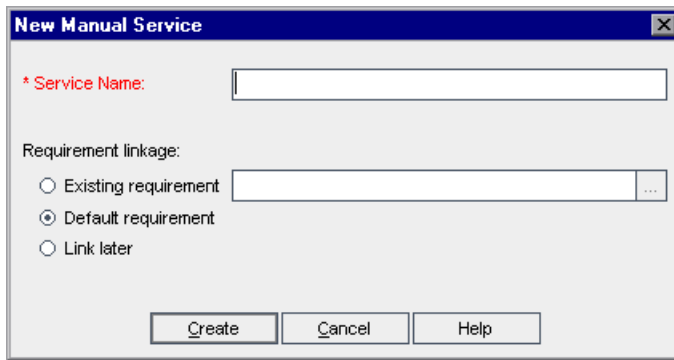 New Manual Service
* Service Name:
Requirement linkage:
Existing requirement ...
Default requirement
Link later
Create Cancel Help